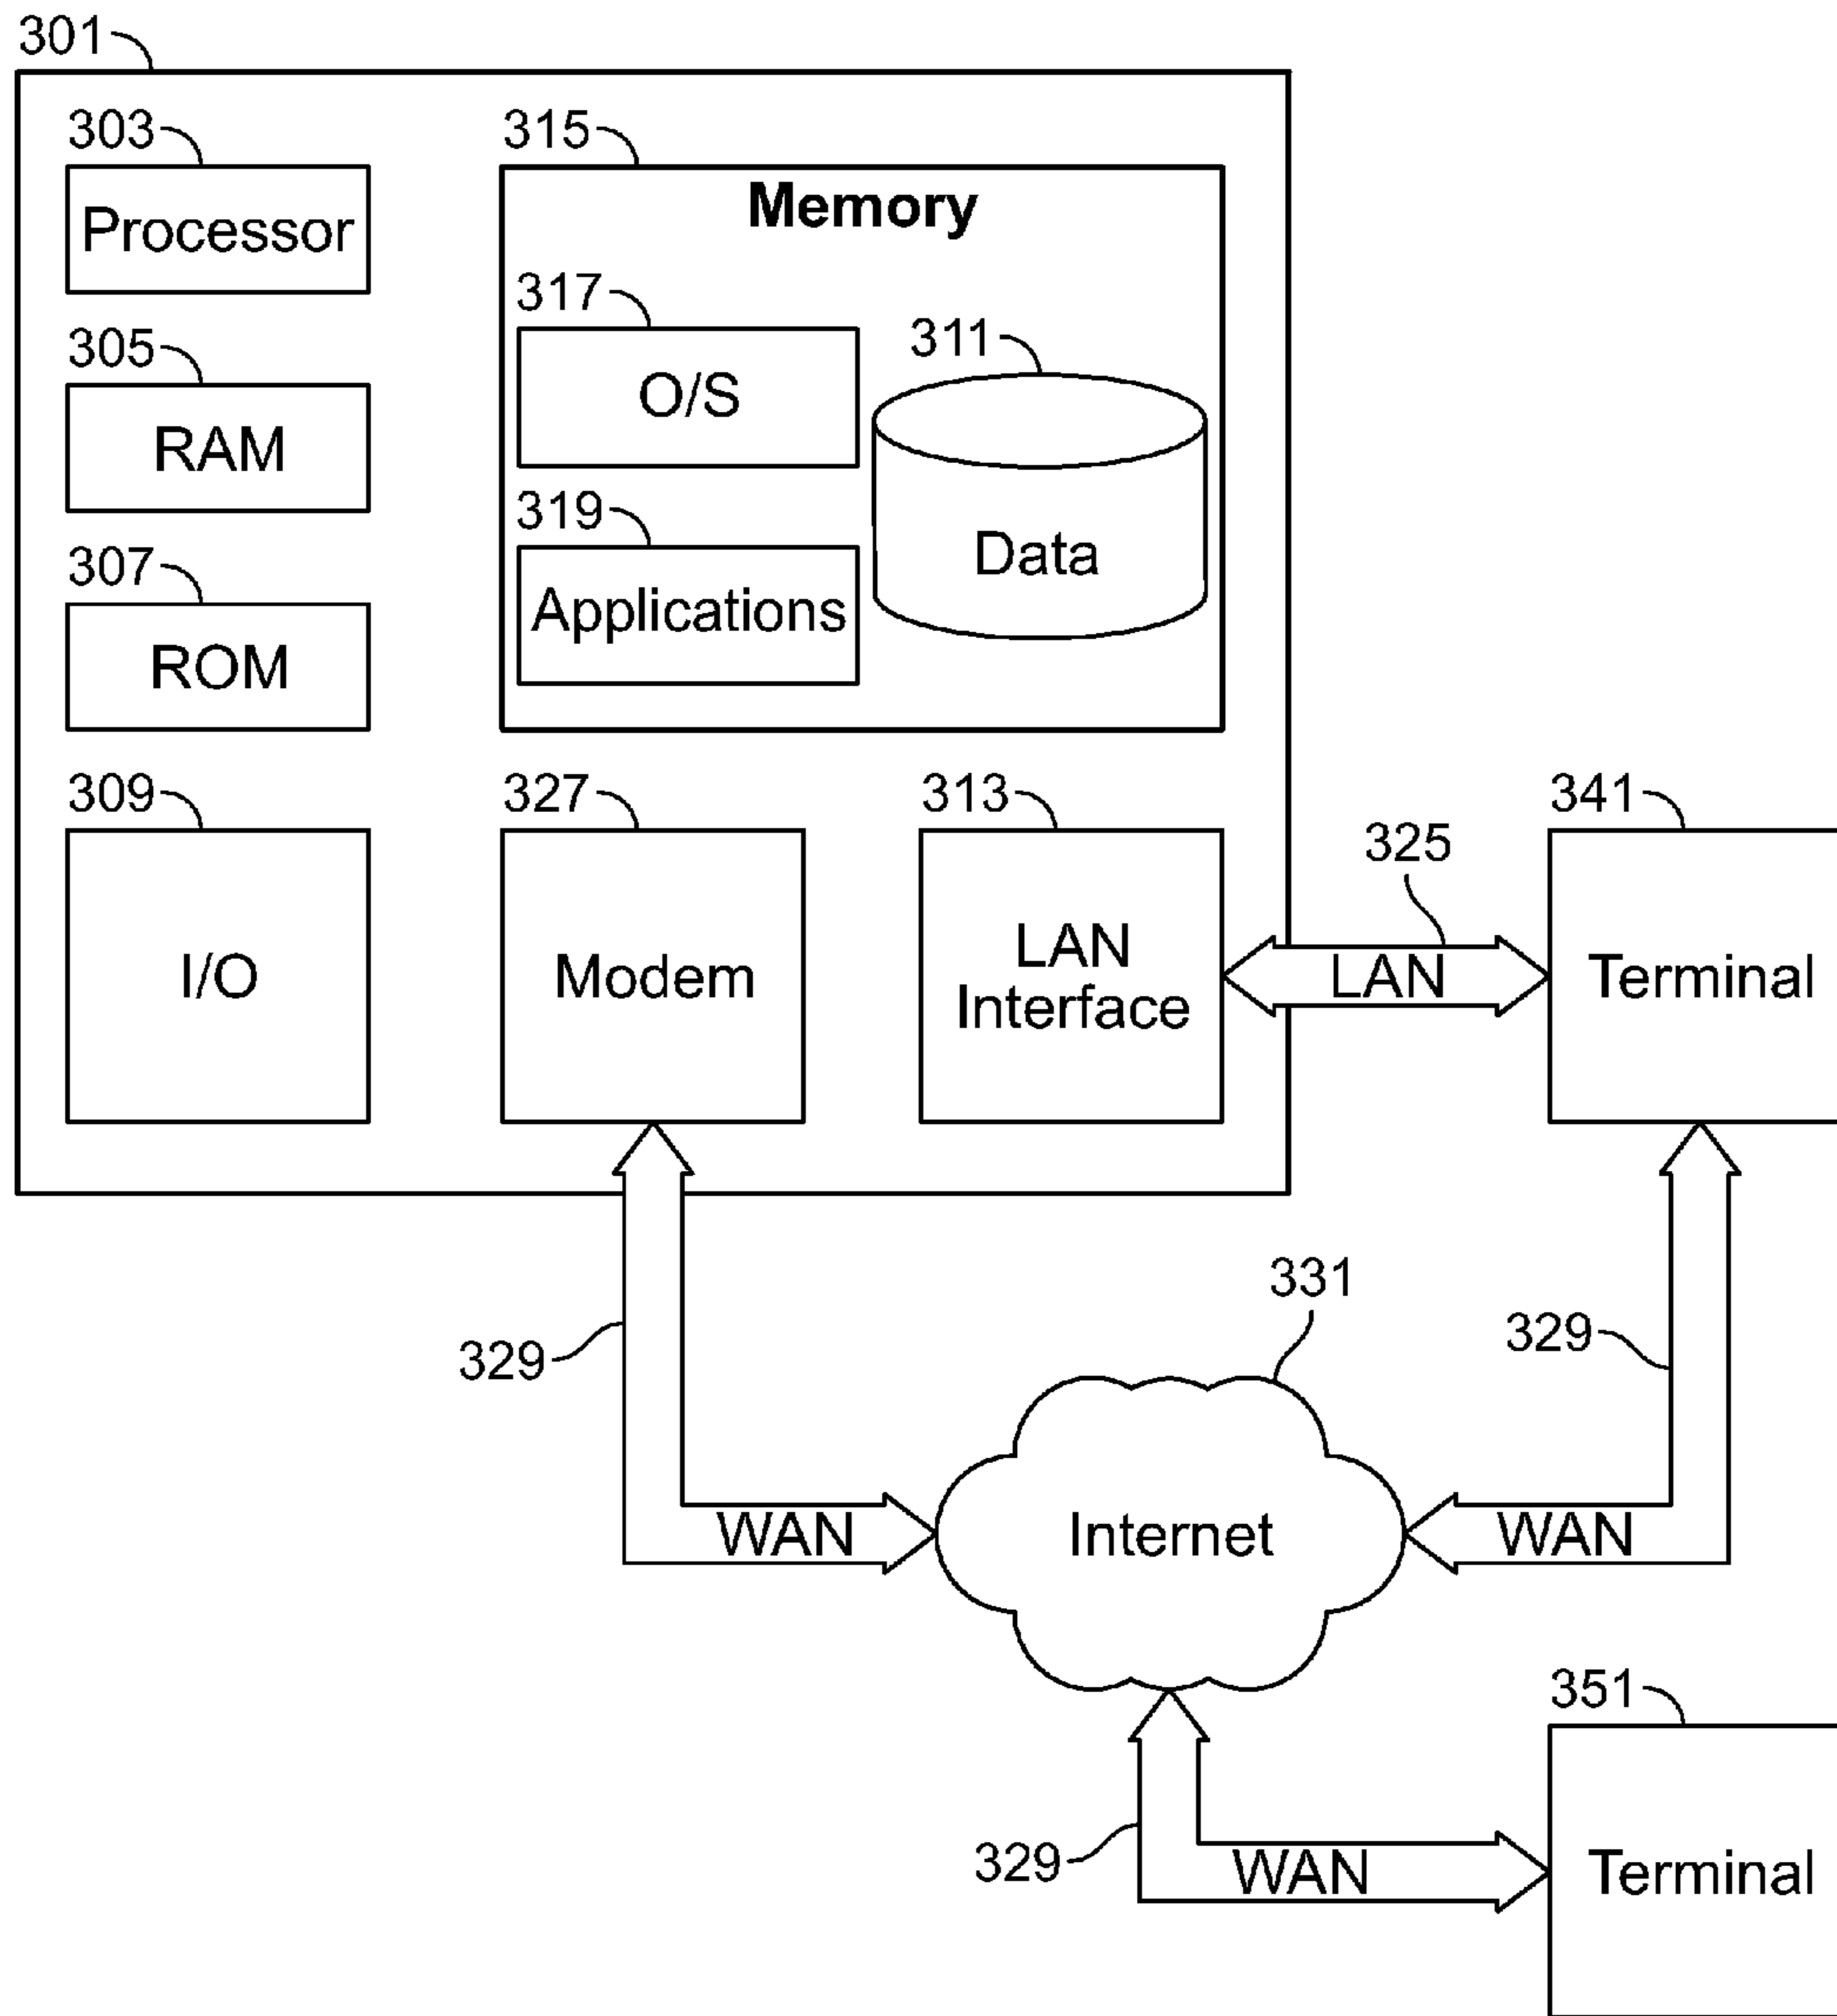 301
303
Processor
305
RAM
307
ROM
309
I/O
315
Memory
317
O/S
319
Applications
311
Data
327
Modem
313
LAN
Interface
325
LAN
341
Terminal
329
WAN
331
Internet
329
WAN
329
WAN
351
Terminal